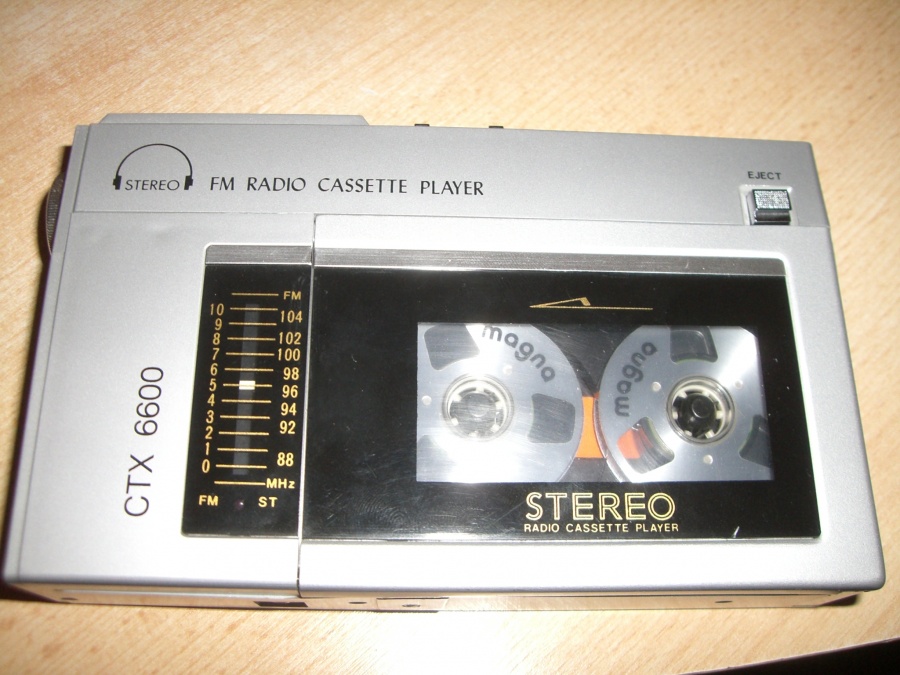 STEREO
FM RADIO CASSETTE PLAYER
EJECT
CTX 6600
FM
10 104
9
8 102
7 100
6 98
5 96
4 94
3 92
2
1 88
0
MHz
FM ST
magna
magna
STEREO
RADIO CASSETTE PLAYER